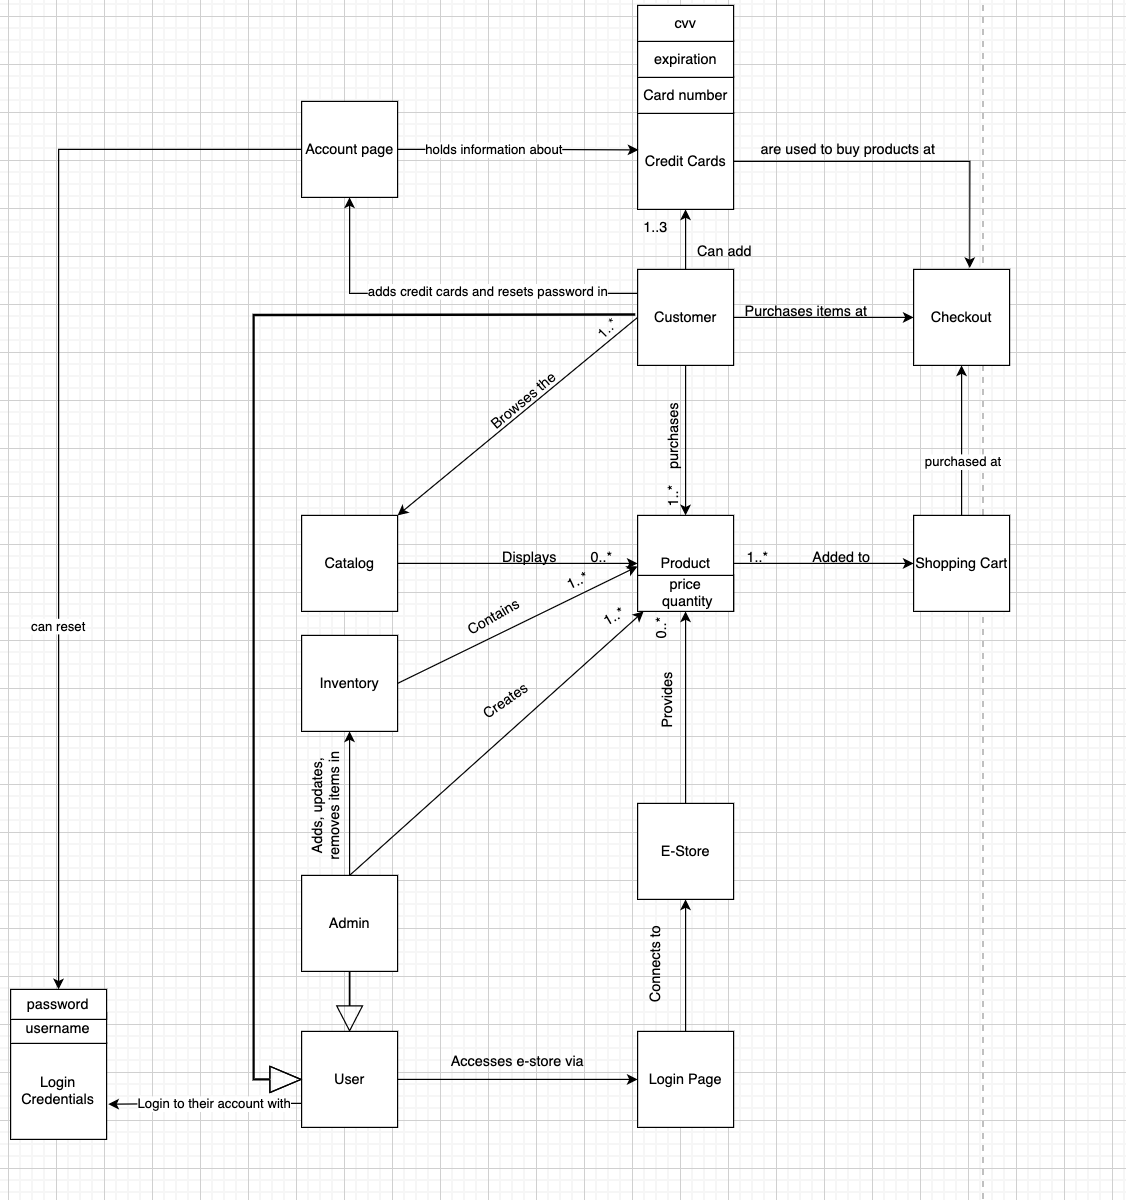 cvv
expiration
Card number
Account page
holds information about
Credit Cards
are used to buy products at
1..3
Can add
adds credit cards and resets password in
Customer
Purchases items at
Checkout
1..*
Browses the
purchases
1..*
purchased at
Catalog
Displays
0..*
Product
1..*
Added to
Shopping Cart
price
quantity
1..*
Contains
1..*
0..*
can reset
Inventory
Creates
Provides
Adds, updates,
removes items in
E-Store
Admin
Connects to
password
username
Login
Credentials
User
Accesses e-store via
Login Page
Login to their account with